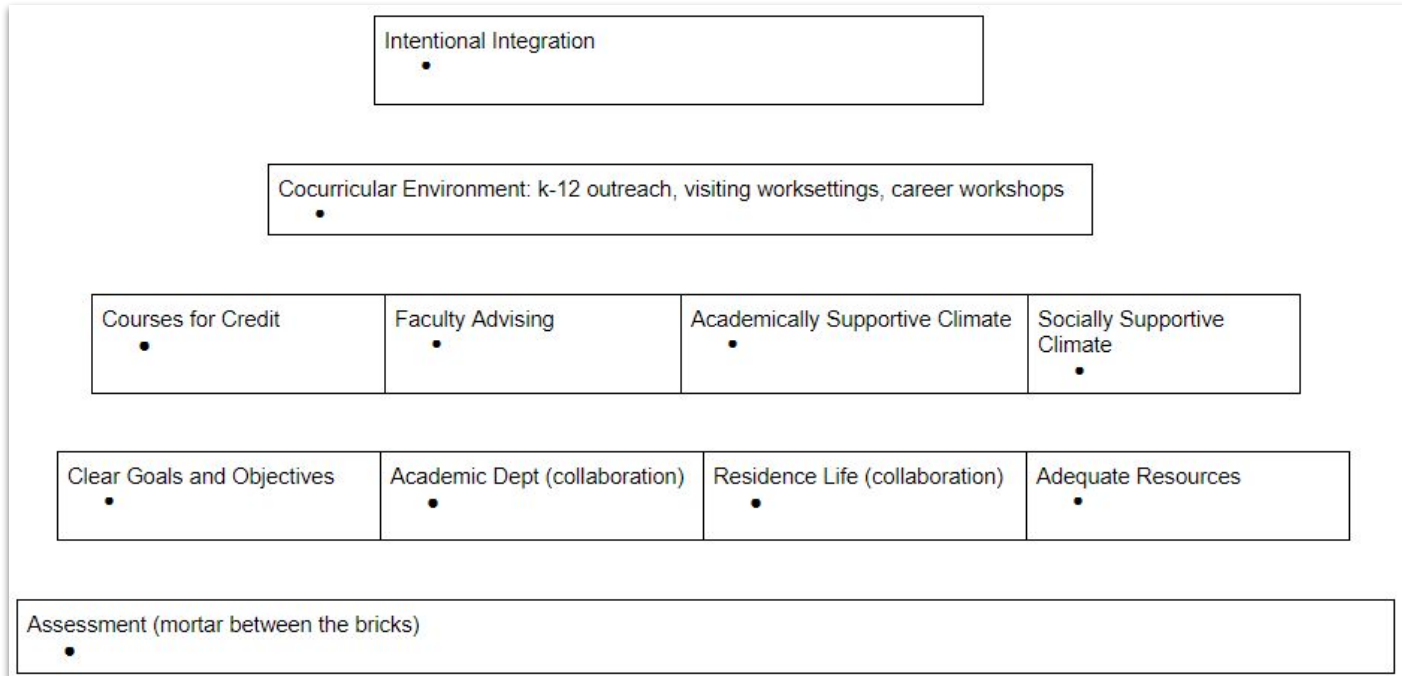 Intentional Integration
•
Cocurricular Environment: k-12 outreach, visiting worksettings, career workshops
•
Courses for Credit
•
Faculty Advising
•
Academically Supportive Climate
•
Socially Supportive
Climate
•
Clear Goals and Objectives
•
Academic Dept (collaboration)
•
Residence Life (collaboration)
•
Adequate Resources
•
Assessment (mortar between the bricks)
•